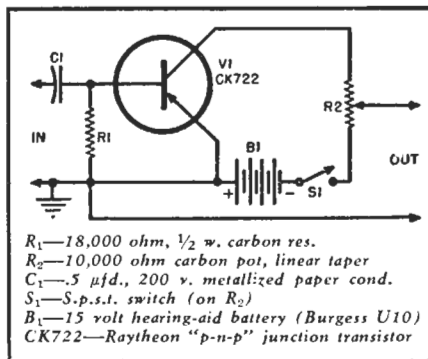 C1
V1
CK722
R2
IN
R1
B1
OUT
+
-
S1
R₁—18,000 ohm, ½ w. carbon res.
R₂—10,000 ohm carbon pot, linear taper
C₁—.5 µfd., 200 v. metallized paper cond.
S₁—S.p.s.t. switch (on R₂)
B₁—15 volt hearing-aid battery (Burgess U10)
CK722—Raytheon "p-n-p" junction transistor